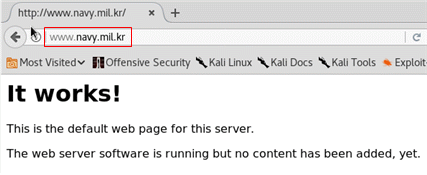 http://www.navy.mil.kr/
www.navy.mil.kr
Most Visited Offensive Security Kali Linux Kali Docs Kali Tools Exploit-
It works!
This is the default web page for this server.
The web server software is running but no content has been added, yet.